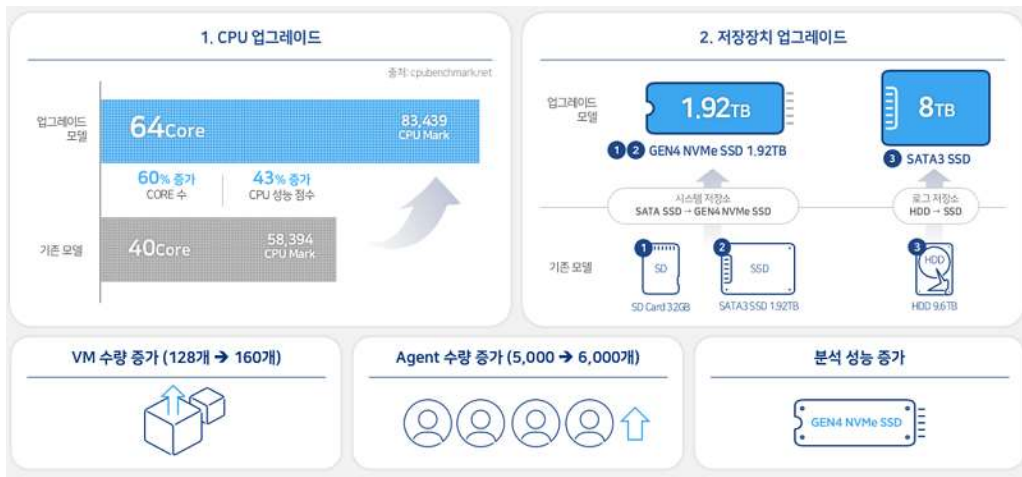 1. CPU 업그레이드
출처: cpubenchmark.net
업그레이드
모델
64Core
83,439
CPU Mark
60% 증가
CORE 수
43% 증가
CPU 성능 점수
기존 모델
40Core
58,394
CPU Mark
2. 저장장치 업그레이드
업그레이드
모델
1.92TB
8TB
1 2 GEN4 NVMe SSD 1.92TB
3 SATA3 SSD
시스템 저장소
SATA SSD → GEN4 NVMe SSD
로그 저장소
HDD → SSD
기존 모델
1
SD
2
SSD
3
HDD
SD Card 32GB
SATA3 SSD 1.92TB
HDD 9.6TB
VM 수량 증가 (128개 → 160개)
Agent 수량 증가 (5,000 → 6,000개)
분석 성능 증가
GEN4 NVMe SSD